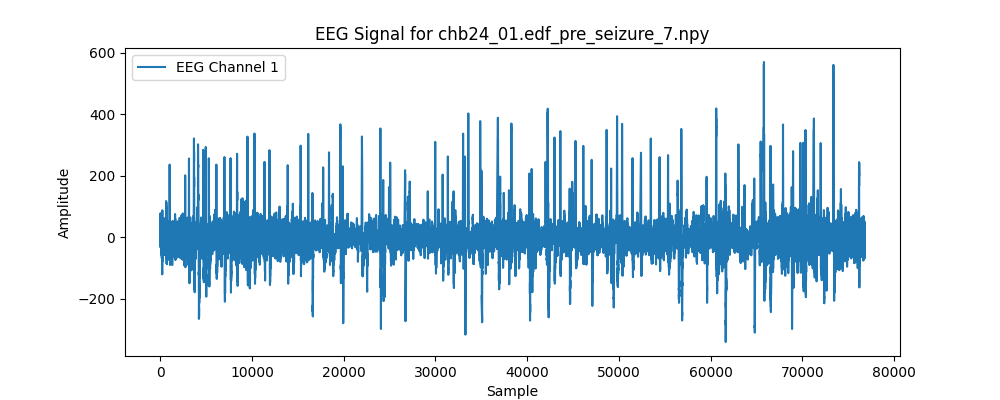 EEG Signal for chb24_01.edf_pre_seizure_7.npy
EEG Channel 1
Amplitude
600
400
200
0
−200
0 10000 20000 30000 40000 50000 60000 70000 80000
Sample